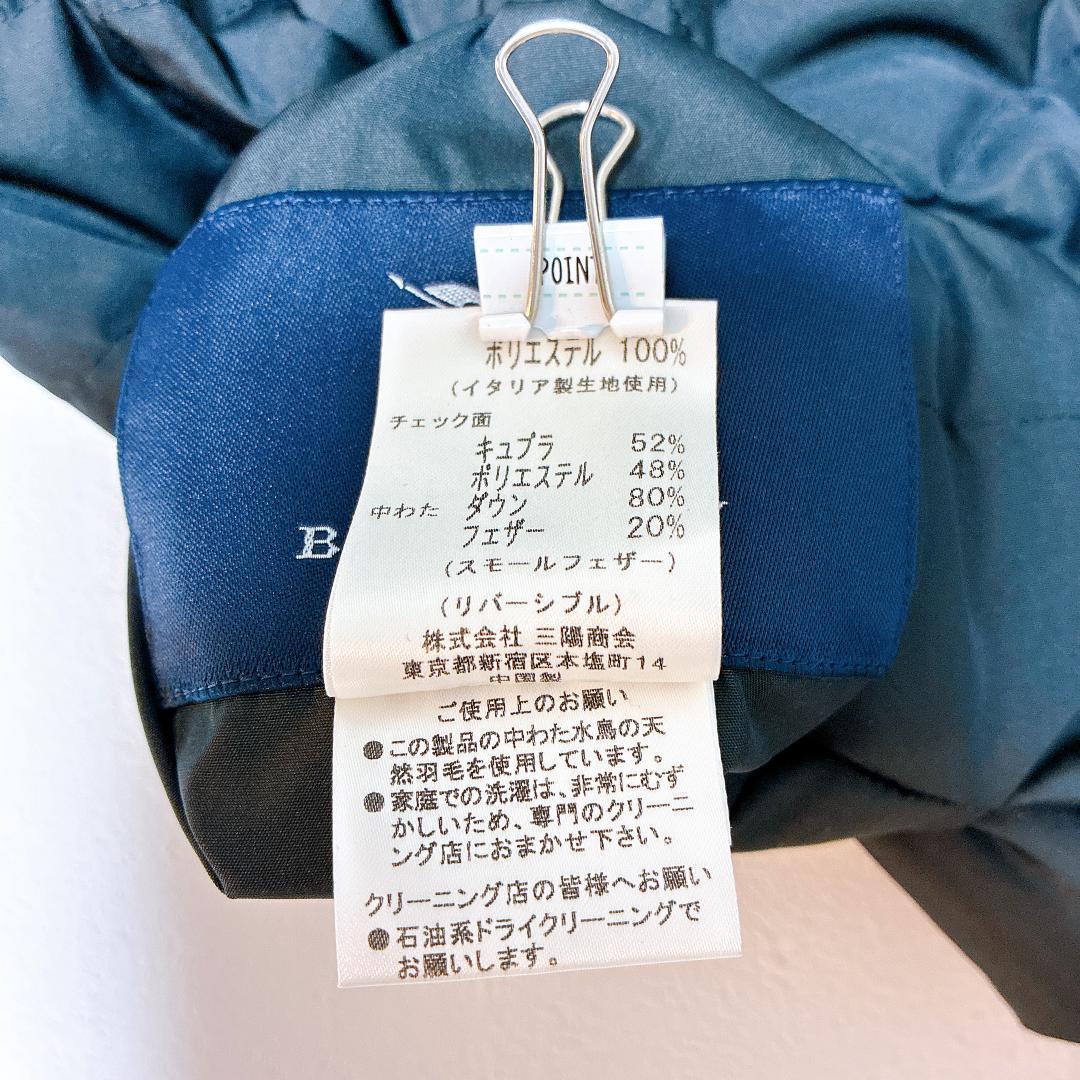 POINT
ポリエステル 100%
(イタリア製生地使用)
チェック面
キュプラ 52%
ポリエステル 48%
中わた ダウン 80%
フェザー 20%
(スモールフェザー)
(リバーシブル)
株式会社 三陽商会
東京都新宿区本塩町14
中国製
B
ご使用上のお願い
●この製品の中わた水鳥の天
然羽毛を使用しています。
●家庭での洗濯は、非常にむず
かしいため、専門のクリーニ
ング店におまかせ下さい。
クリーニング店の皆様へお願い
●石油系ドライクリーニングで
お願いします。